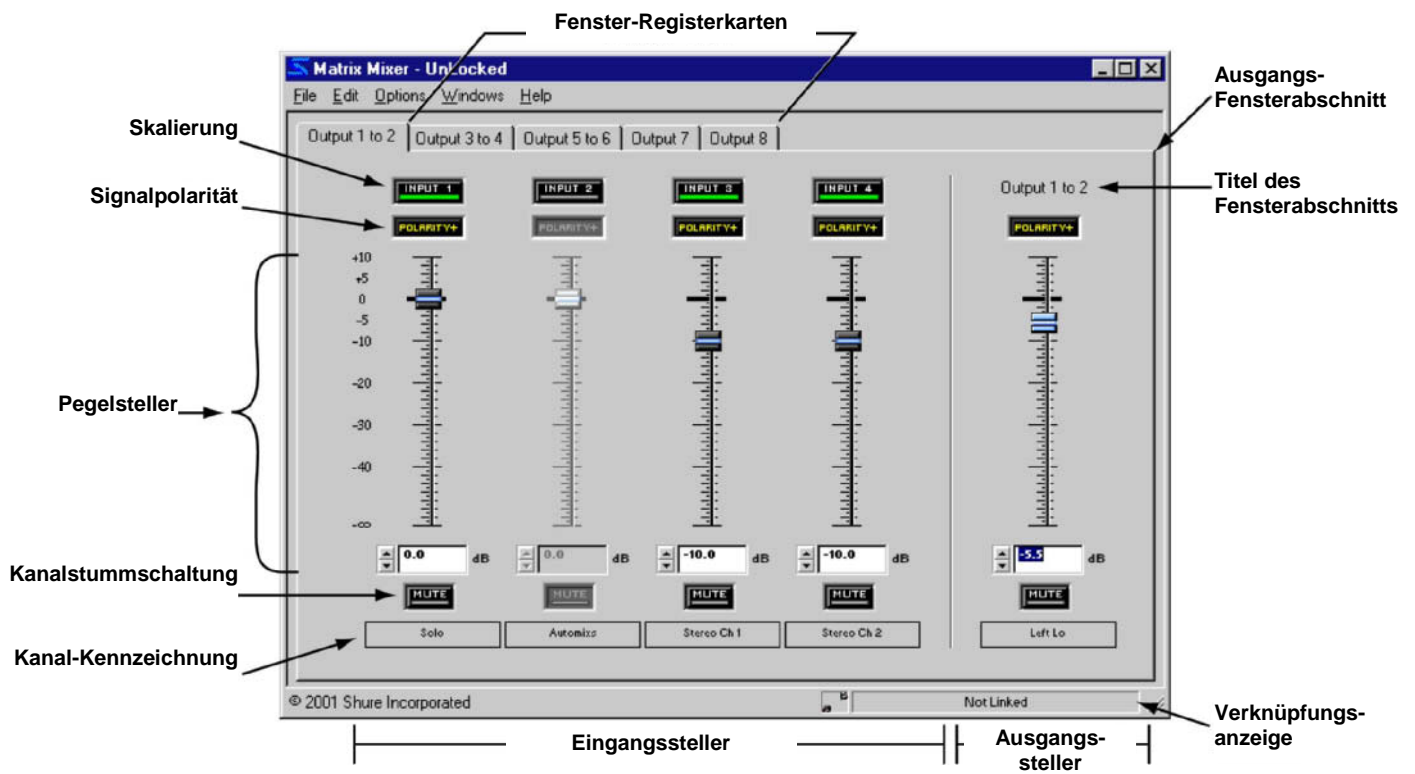 Fenster-Registerkarten
Matrix Mixer - UnLocked
File Edit Options Windows Help
Ausgangs-
Fensterabschnitt
Skalierung
Output 1 to 2 Output 3 to 4 Output 5 to 6 Output 7 Output 8
Signalpolarität
INPUT 1 INPUT 2 INPUT 3 INPUT 4 Output 1 to 2
Titel des
Fensterabschnitts
POLARITY+ POLARITY+ POLARITY+ POLARITY+ POLARITY+
+10
+5
0
-5
-10
-20
-30
-40
-∞
Pegelsteller
0.0 dB 0.0 dB -10.0 dB -10.0 dB -5.5 dB
Kanalstummschaltung
MUTE MUTE MUTE MUTE MUTE
Solo Automixs Stereo Ch 1 Stereo Ch 2 Left Lo
Kanal-Kennzeichnung
© 2001 Shure Incorporated
a B Not Linked
Verknüpfungs-
anzeige
Eingangssteller
Ausgangs-
steller